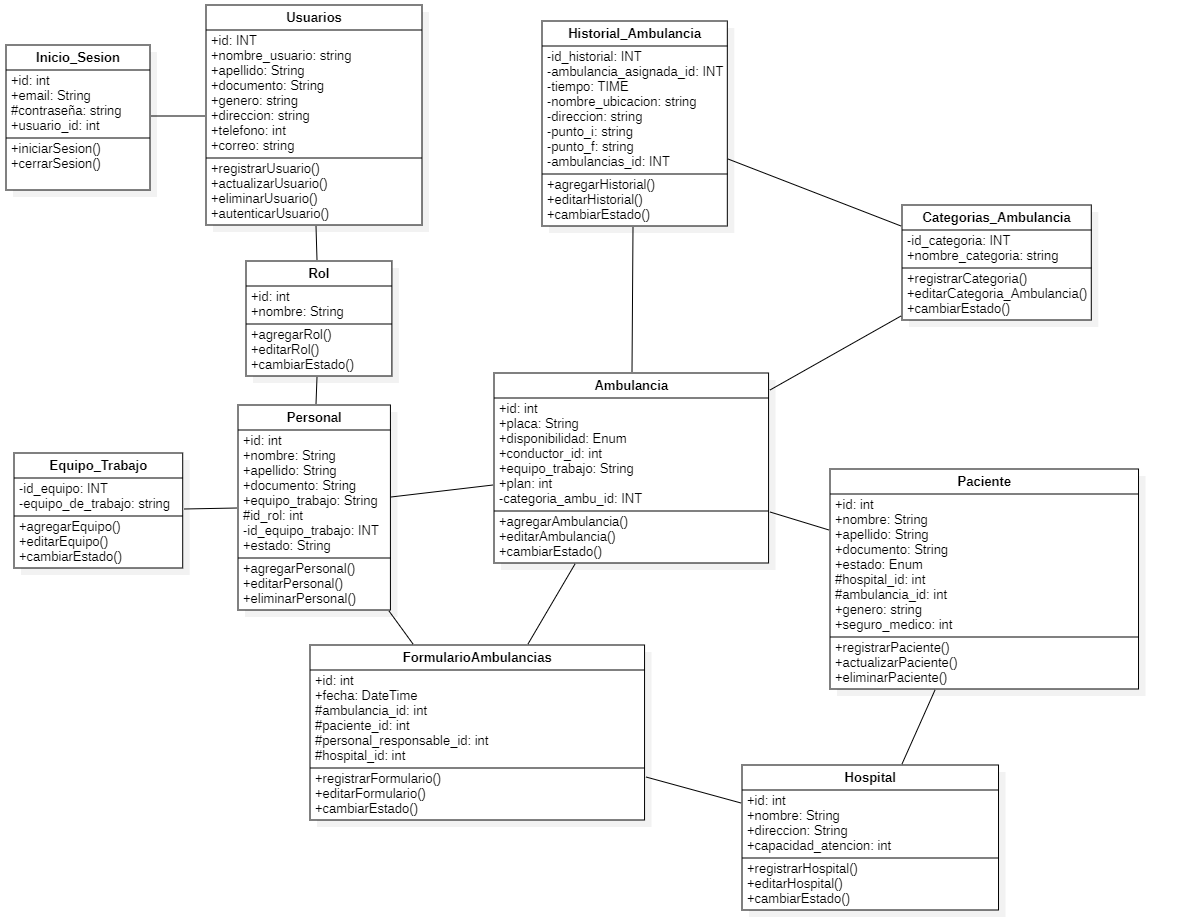 Usuarios
+id: INT
+nombre_usuario: string
+apellido: String
+documento: String
+genero: string
+direccion: string
+telefono: int
+correo: string
+registrarUsuario()
+actualizarUsuario()
+eliminarUsuario()
+autenticarUsuario()
Inicio_Sesion
+id: int
+email: String
#contraseña: string
+usuario_id: int
+iniciarSesion()
+cerrarSesion()
Historial_Ambulancia
-id_historial: INT
-ambulancia_asignada_id: INT
-tiempo: TIME
-nombre_ubicacion: string
-direccion: string
-punto_i: string
-punto_f: string
-ambulancias_id: INT
+agregarHistorial()
+editarHistorial()
+cambiarEstado()
Categorias_Ambulancia
-id_categoria: INT
+nombre_categoria: string
+registrarCategoria()
+editarCategoria_Ambulancia()
+cambiarEstado()
Rol
+id: int
+nombre: String
+agregarRol()
+editarRol()
+cambiarEstado()
Ambulancia
+id: int
+placa: String
+disponibilidad: Enum
+conductor_id: int
+equipo_trabajo: String
+plan: int
-categoria_ambu_id: INT
+agregarAmbulancia()
+editarAmbulancia()
+cambiarEstado()
Personal
+id: int
+nombre: String
+apellido: String
+documento: String
+equipo_trabajo: String
#id_rol: int
-id_equipo_trabajo: INT
+estado: String
+agregarPersonal()
+editarPersonal()
+eliminarPersonal()
Equipo_Trabajo
-id_equipo: INT
-equipo_de_trabajo: string
+agregarEquipo()
+editarEquipo()
+cambiarEstado()
Paciente
+id: int
+nombre: String
+apellido: String
+documento: String
+estado: Enum
#hospital_id: int
#ambulancia_id: int
+genero: string
+seguro_medico: int
+registrarPaciente()
+actualizarPaciente()
+eliminarPaciente()
FormularioAmbulancias
+id: int
+fecha: DateTime
#ambulancia_id: int
#paciente_id: int
#personal_responsable_id: int
#hospital_id: int
+registrarFormulario()
+editarFormulario()
+cambiarEstado()
Hospital
+id: int
+nombre: String
+direccion: String
+capacidad_atencion: int
+registrarHospital()
+editarHospital()
+cambiarEstado()